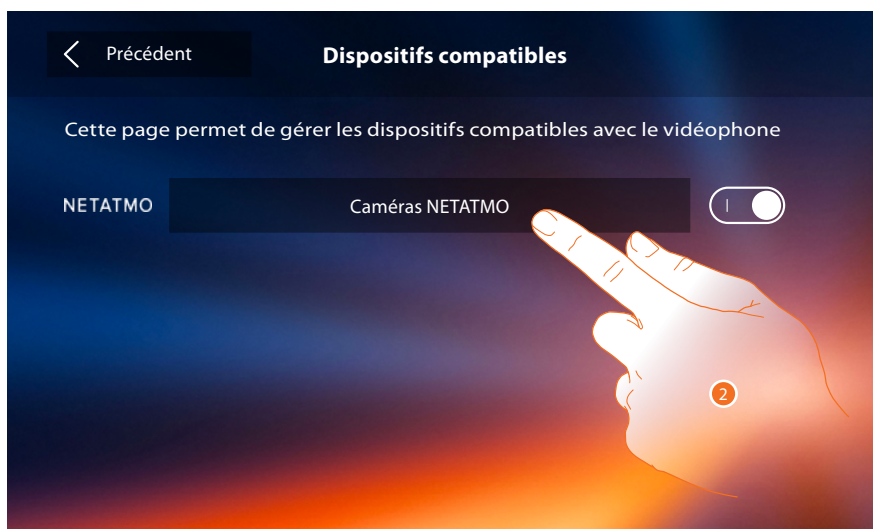 Précédent
Dispositifs compatibles
Cette page permet de gérer les dispositifs compatibles avec le vidéophone
NETATMO
Caméras NETATMO
2